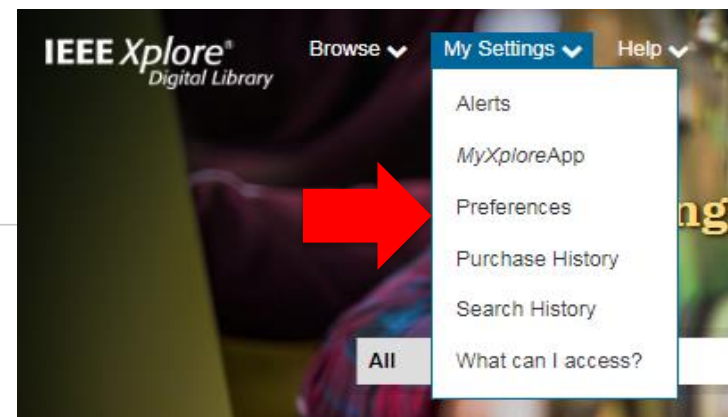 IEEE Xplore® Browse My Settings Help
Digital Library
Alerts
MyXploreApp
Preferences
ng
Purchase History
Search History
All What can I access?